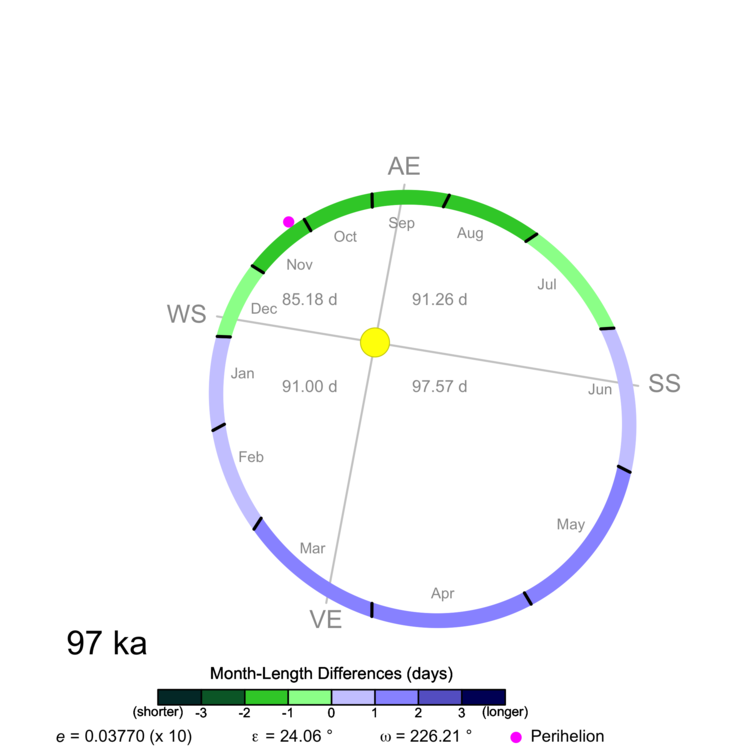 AE
Sep
Oct
Aug
Nov
Jul
Dec
85.18 d
91.26 d
WS
Jan
91.00 d
97.57 d
Jun
SS
Feb
May
Mar
Apr
VE
97 ka
Month-Length Differences (days)
(shorter) -3 -2 -1 0 1 2 3 (longer)
e = 0.03770 (x 10) ε = 24.06 ° ω = 226.21 ° Perihelion